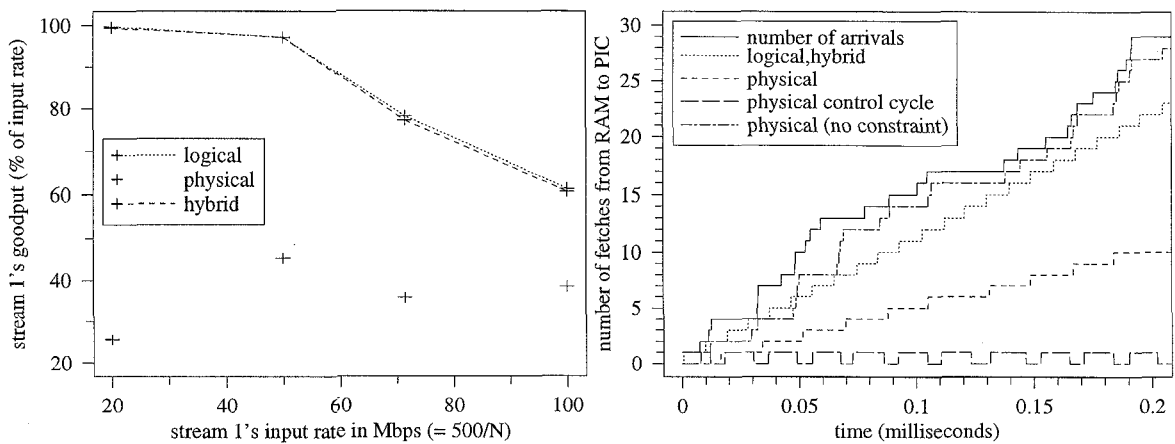 100
80
60
40
20
stream 1's goodput (% of input rate)
logical
physical
hybrid
20
40
60
80
100
stream 1's input rate in Mbps (= 500/N)
30
25
20
15
10
5
0
number of fetches from RAM to PIC
number of arrivals
logical,hybrid
physical
physical control cycle
physical (no constraint)
0
0.05
0.1
0.15
0.2
time (milliseconds)